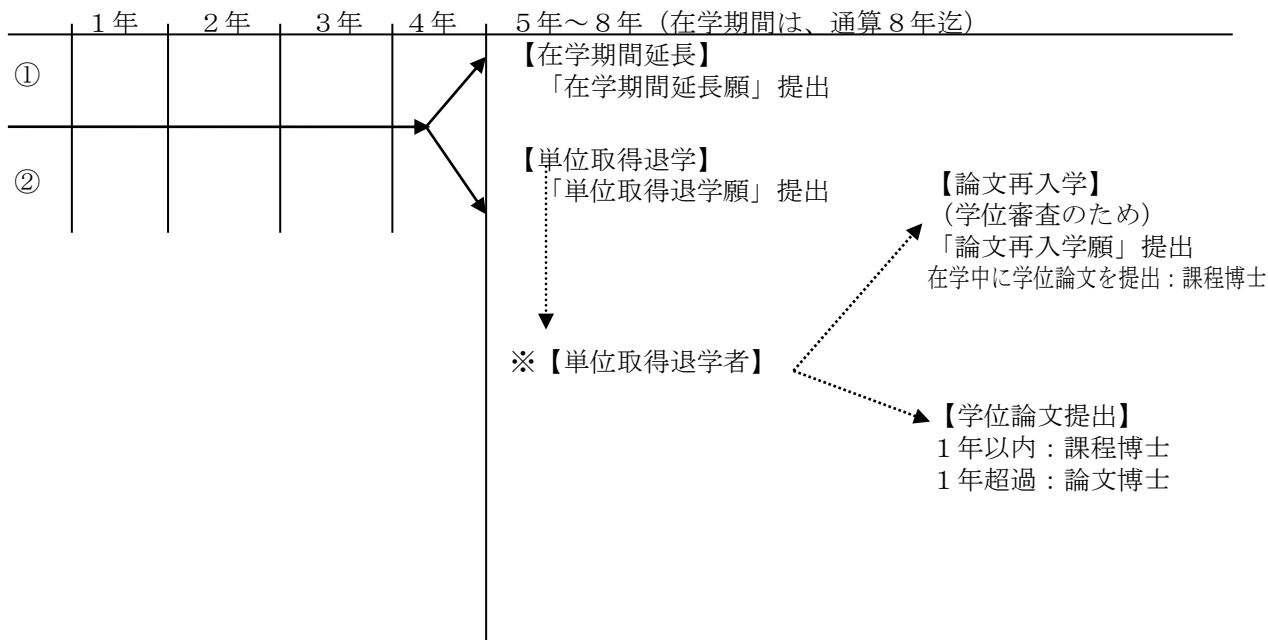 １年 ２年 ３年 ４年 ５年～８年（在学期間は、通算８年迄）
①
【在学期間延長】
「在学期間延長願」提出
②
【単位取得退学】
「単位取得退学願」提出
【論文再入学】
（学位審査のため）
「論文再入学願」提出
在学中に学位論文を提出：課程博士
※【単位取得退学者】
【学位論文提出】
１年以内：課程博士
１年超過：論文博士